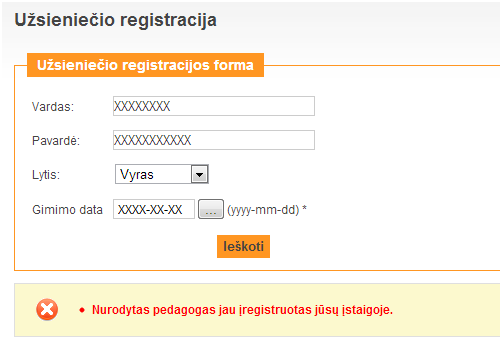 Užsieniečio registracija
Užsieniečio registracijos forma
Vardas: XXXXXXXX
Pavardė: XXXXXXXXXXX
Lytis: Vyras
Gimimo data XXXX-XX-XX ... (yyyy-mm-dd) *
Ieškoti
Nurodytas pedagogas jau įregistruotas jūsų įstaigoje.